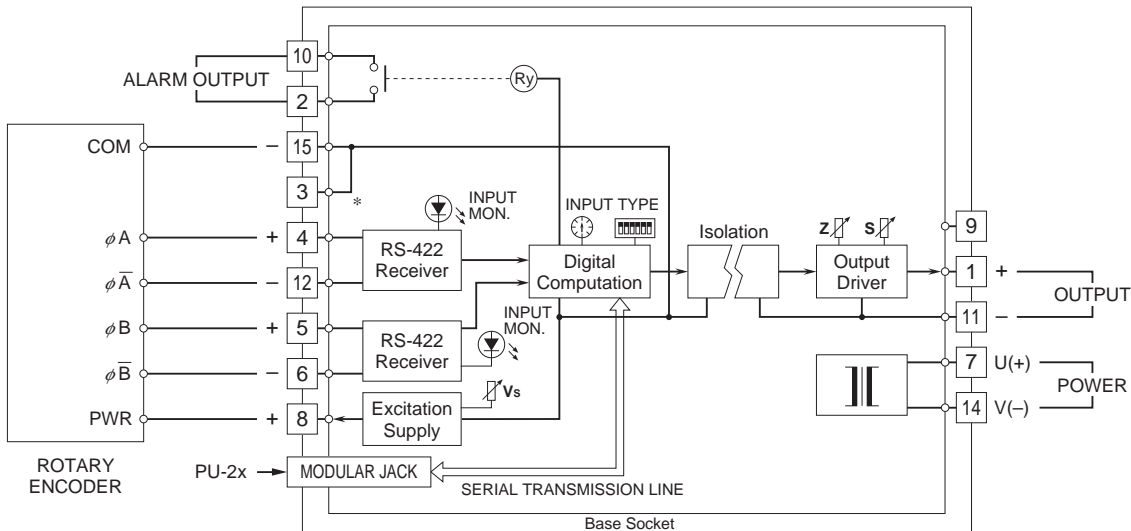 10
ALARM OUTPUT
Ry
2
COM
–
15
3
*
INPUT
MON.
INPUT TYPE
φA
+
4
RS-422
Receiver
Digital
Computation
Isolation
Z
S
Output
Driver
9
1
+
OUTPUT
11
–
φA̅
–
12
φB
+
5
RS-422
Receiver
INPUT
MON.
φB̅
–
6
7
U(+)
POWER
14
V(–)
PWR
+
8
Excitation
Supply
Vs
ROTARY
ENCODER
PU-2x
MODULAR JACK
SERIAL TRANSMISSION LINE
Base Socket